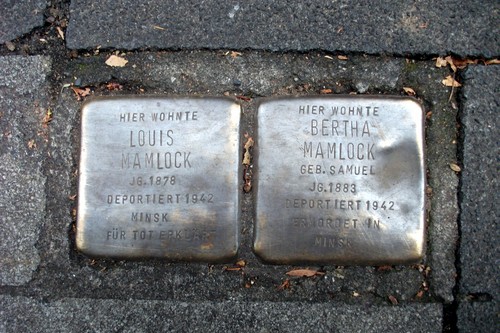 HIER WOHNTE
LOUIS
MAMLOCK
JG. 1878
DEPORTIERT 1942
MINSK
FÜR TOT ERKLÄRT
HIER WOHNTE
BERTHA
MAMLOCK
GEB. SAMUEL
JG. 1883
DEPORTIERT 1942
ERMORDET IN
MINSK